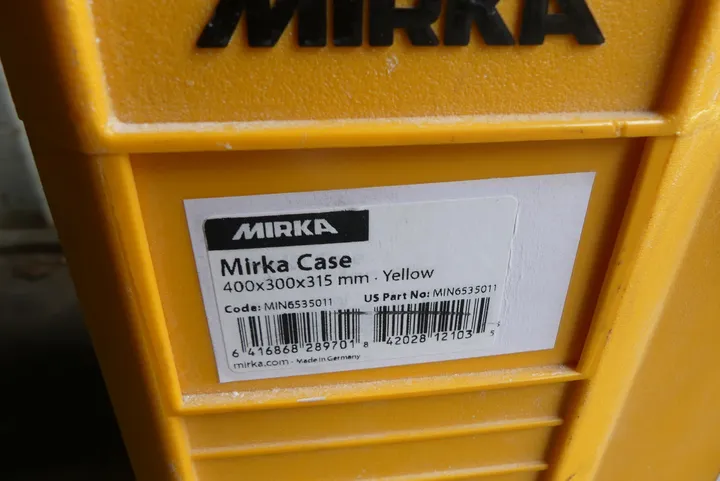 MIRKA
MIRKA
Mirka Case
400x300x315 mm · Yellow
Code: MIN6535011 US Part No: MIN6535011
6 416868 289701 8 42028 12103 5
mirka.com · Made in Germany